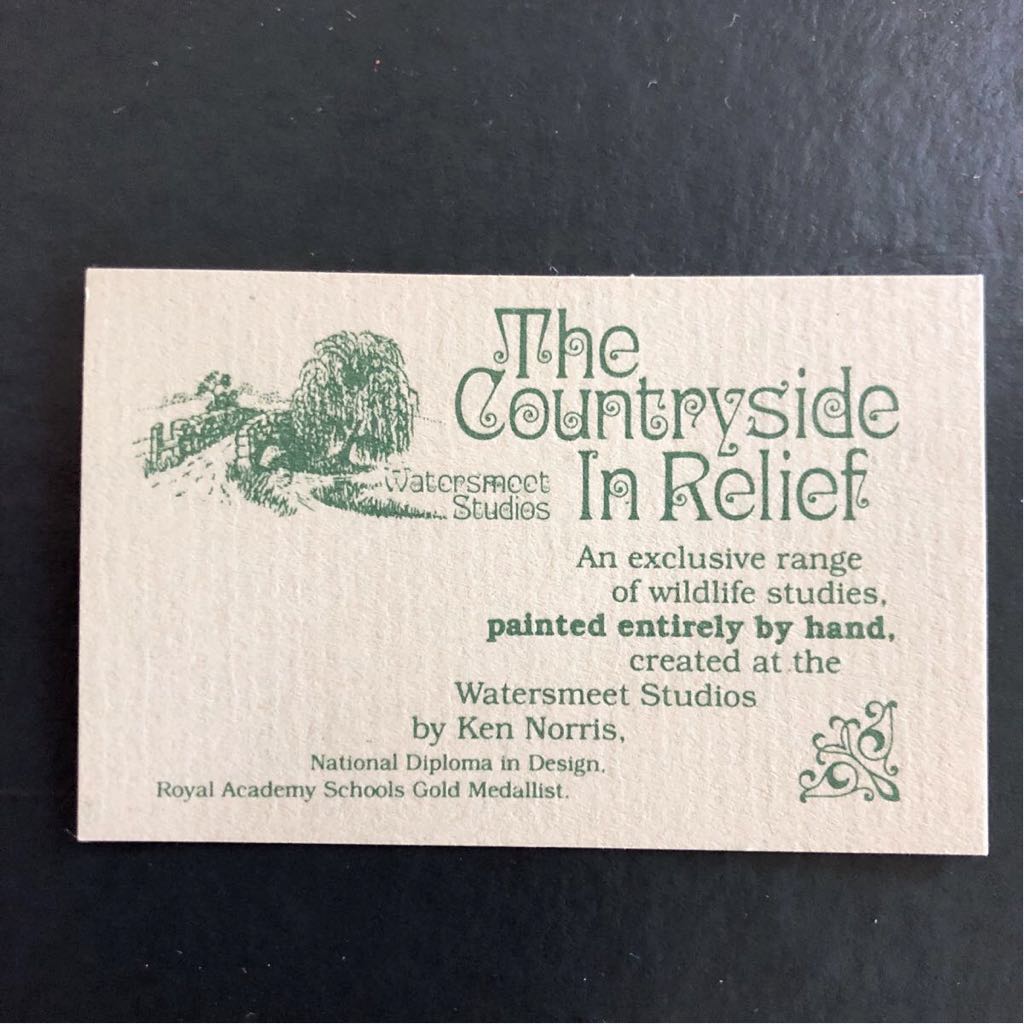 The
Countryside
In Relief
Watersmeet
Studios
An exclusive range
of wildlife studies,
painted entirely by hand,
created at the
Watersmeet Studios
by Ken Norris,
National Diploma in Design.
Royal Academy Schools Gold Medallist.